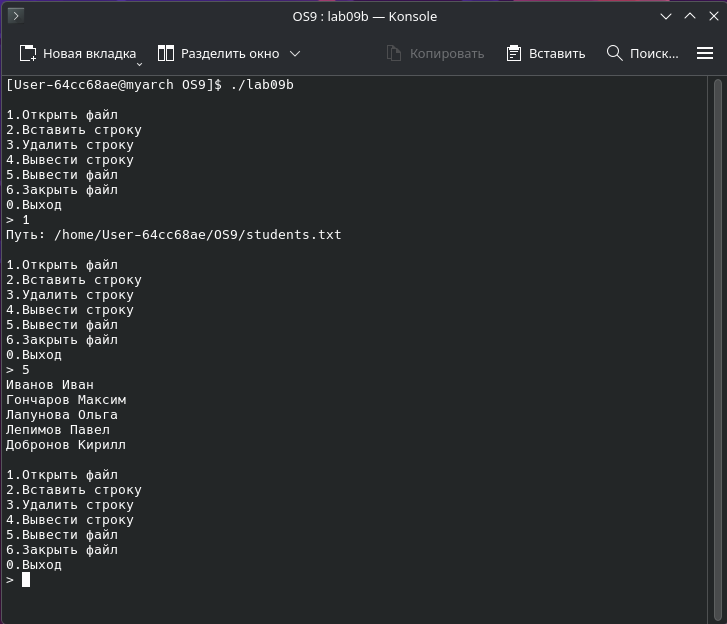 OS9 : lab09b — Konsole
Новая вкладка
Разделить окно
Копировать
Вставить
Поиск...
[User-64cc68ae@myarch OS9]$ ./lab09b
1.Открыть файл
2.Вставить строку
3.Удалить строку
4.Вывести строку
5.Вывести файл
6.Закрыть файл
0.Выход
> 1
Путь: /home/User-64cc68ae/OS9/students.txt
1.Открыть файл
2.Вставить строку
3.Удалить строку
4.Вывести строку
5.Вывести файл
6.Закрыть файл
0.Выход
> 5
Иванов Иван
Гончаров Максим
Лапунова Ольга
Лепимов Павел
Добронов Кирилл
1.Открыть файл
2.Вставить строку
3.Удалить строку
4.Вывести строку
5.Вывести файл
6.Закрыть файл
0.Выход
>